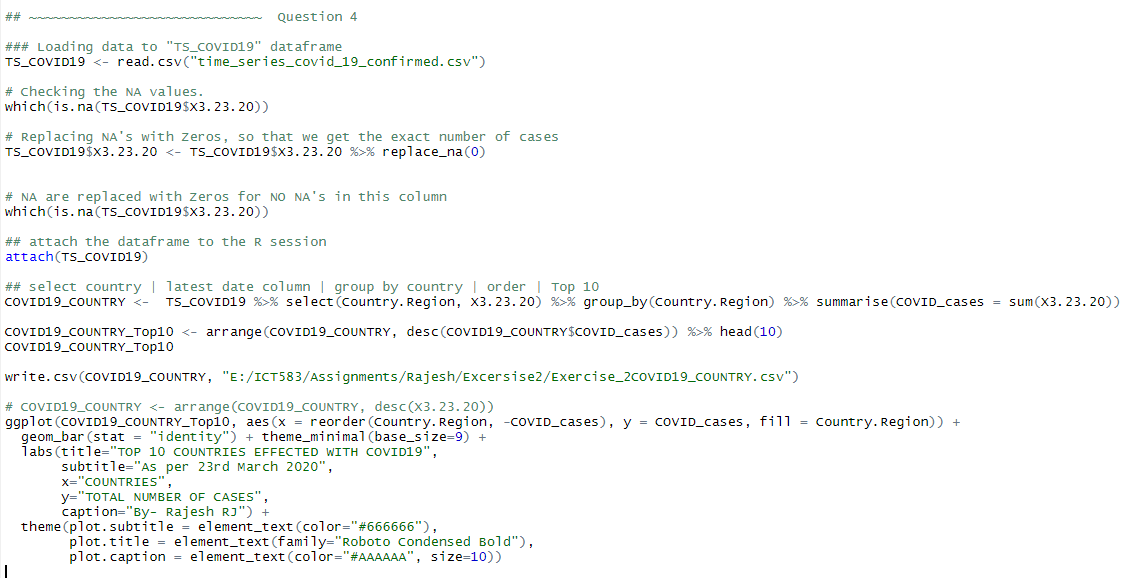 ## ~~~~~~~~~~~~~~~~~~~~~~~~~~~~~ Question 4
### Loading data to "TS_COVID19" dataframe
TS_COVID19 <- read.csv("time_series_covid_19_confirmed.csv")
# Checking the NA values.
which(is.na(TS_COVID19$X3.23.20))
# Replacing NA's with Zeros, so that we get the exact number of cases
TS_COVID19$X3.23.20 <- TS_COVID19$X3.23.20 %>% replace_na(0)
# NA are replaced with Zeros for NO NA's in this column
which(is.na(TS_COVID19$X3.23.20))
## attach the dataframe to the R session
attach(TS_COVID19)
## select country | latest date column | group by country | order | Top 10
COVID19_COUNTRY <-  TS_COVID19 %>% select(Country.Region, X3.23.20) %>% group_by(Country.Region) %>% summarise(COVID_cases = sum(X3.23.20))
COVID19_COUNTRY_Top10 <- arrange(COVID19_COUNTRY, desc(COVID19_COUNTRY$COVID_cases)) %>% head(10)
COVID19_COUNTRY_Top10
write.csv(COVID19_COUNTRY, "E:/ICT583/Assignments/Rajesh/Excersise2/Exercise_2COVID19_COUNTRY.csv")
# COVID19_COUNTRY <- arrange(COVID19_COUNTRY, desc(X3.23.20))
ggplot(COVID19_COUNTRY_Top10, aes(x = reorder(Country.Region, -COVID_cases), y = COVID_cases, fill = Country.Region)) +
  geom_bar(stat = "identity") + theme_minimal(base_size=9) +
  labs(title="TOP 10 COUNTRIES EFFECTED WITH COVID19",
       subtitle="As per 23rd March 2020",
       x="COUNTRIES",
       y="TOTAL NUMBER OF CASES",
       caption="By- Rajesh RJ") +
  theme(plot.subtitle = element_text(color="#666666"),
        plot.title = element_text(family="Roboto Condensed Bold"),
        plot.caption = element_text(color="#AAAAAA", size=10))